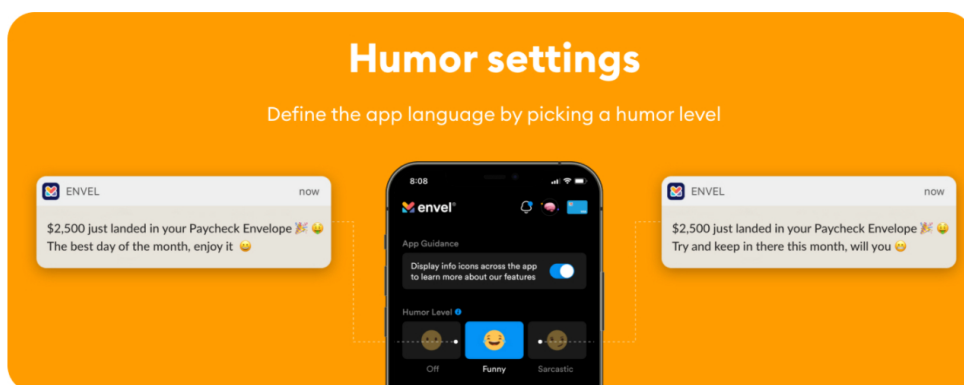 Humor settings
Define the app language by picking a humor level
ENVEL now
$2,500 just landed in your Paycheck Envelope 🎉 🤑
The best day of the month, enjoy it 😀
8:08
envel®
App Guidance
Display info icons across the app
to learn more about our features
Humor Level
Off Funny Sarcastic
ENVEL now
$2,500 just landed in your Paycheck Envelope 🎉 🤑
Try and keep in there this month, will you 😁